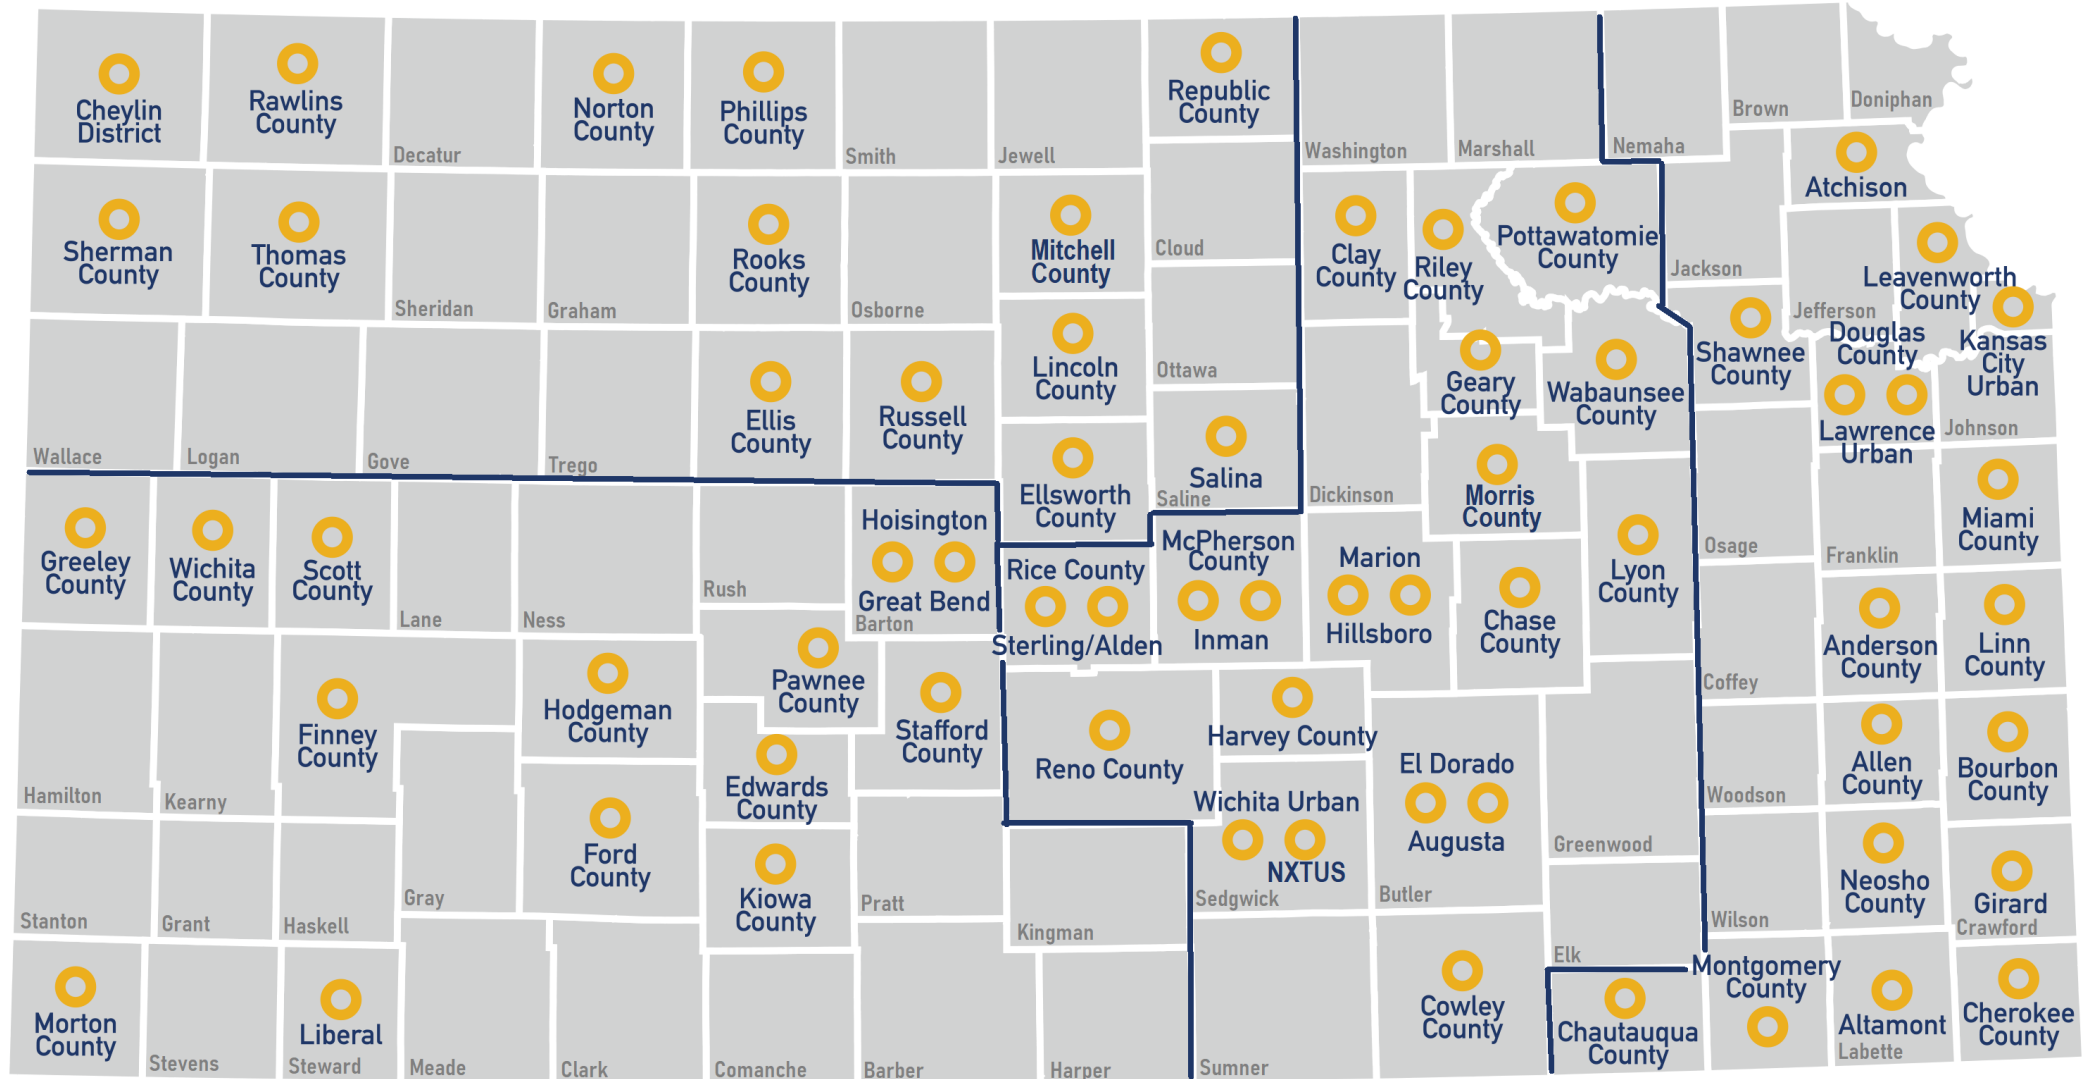 Cheylin
District
Rawlins
County
Decatur
Norton
County
Phillips
County
Smith
Jewell
Republic
County
Washington
Marshall
Nemaha
Brown
Doniphan
Atchison
Sherman
County
Thomas
County
Sheridan
Graham
Rooks
County
Osborne
Mitchell
County
Cloud
Clay
County
Riley
County
Pottawatomie
County
Jackson
Jefferson
Leavenworth
County
Wallace
Logan
Gove
Trego
Ellis
County
Russell
County
Lincoln
County
Ottawa
Geary
County
Wabaunsee
County
Shawnee
County
Douglas
County
Kansas
City
Urban
Lawrence
Urban
Johnson
Ellsworth
County
Salina
Saline
Dickinson
Morris
County
Osage
Franklin
Miami
County
Greeley
County
Wichita
County
Scott
County
Lane
Ness
Rush
Hoisington
Great Bend
Barton
Rice County
Sterling/Alden
McPherson
County
Inman
Marion
Hillsboro
Chase
County
Lyon
County
Coffey
Anderson
County
Linn
County
Hamilton
Kearny
Finney
County
Hodgeman
County
Pawnee
County
Stafford
County
Edwards
County
Reno County
Harvey County
El Dorado
Augusta
Butler
Greenwood
Woodson
Allen
County
Bourbon
County
Stanton
Grant
Haskell
Gray
Ford
County
Kiowa
County
Pratt
Kingman
Wichita Urban
NXTUS
Sedgwick
Elk
Wilson
Neosho
County
Girard
Crawford
Morton
County
Stevens
Liberal
Steward
Meade
Clark
Comanche
Barber
Harper
Sumner
Cowley
County
Chautauqua
County
Montgomery
County
Altamont
Labette
Cherokee
County